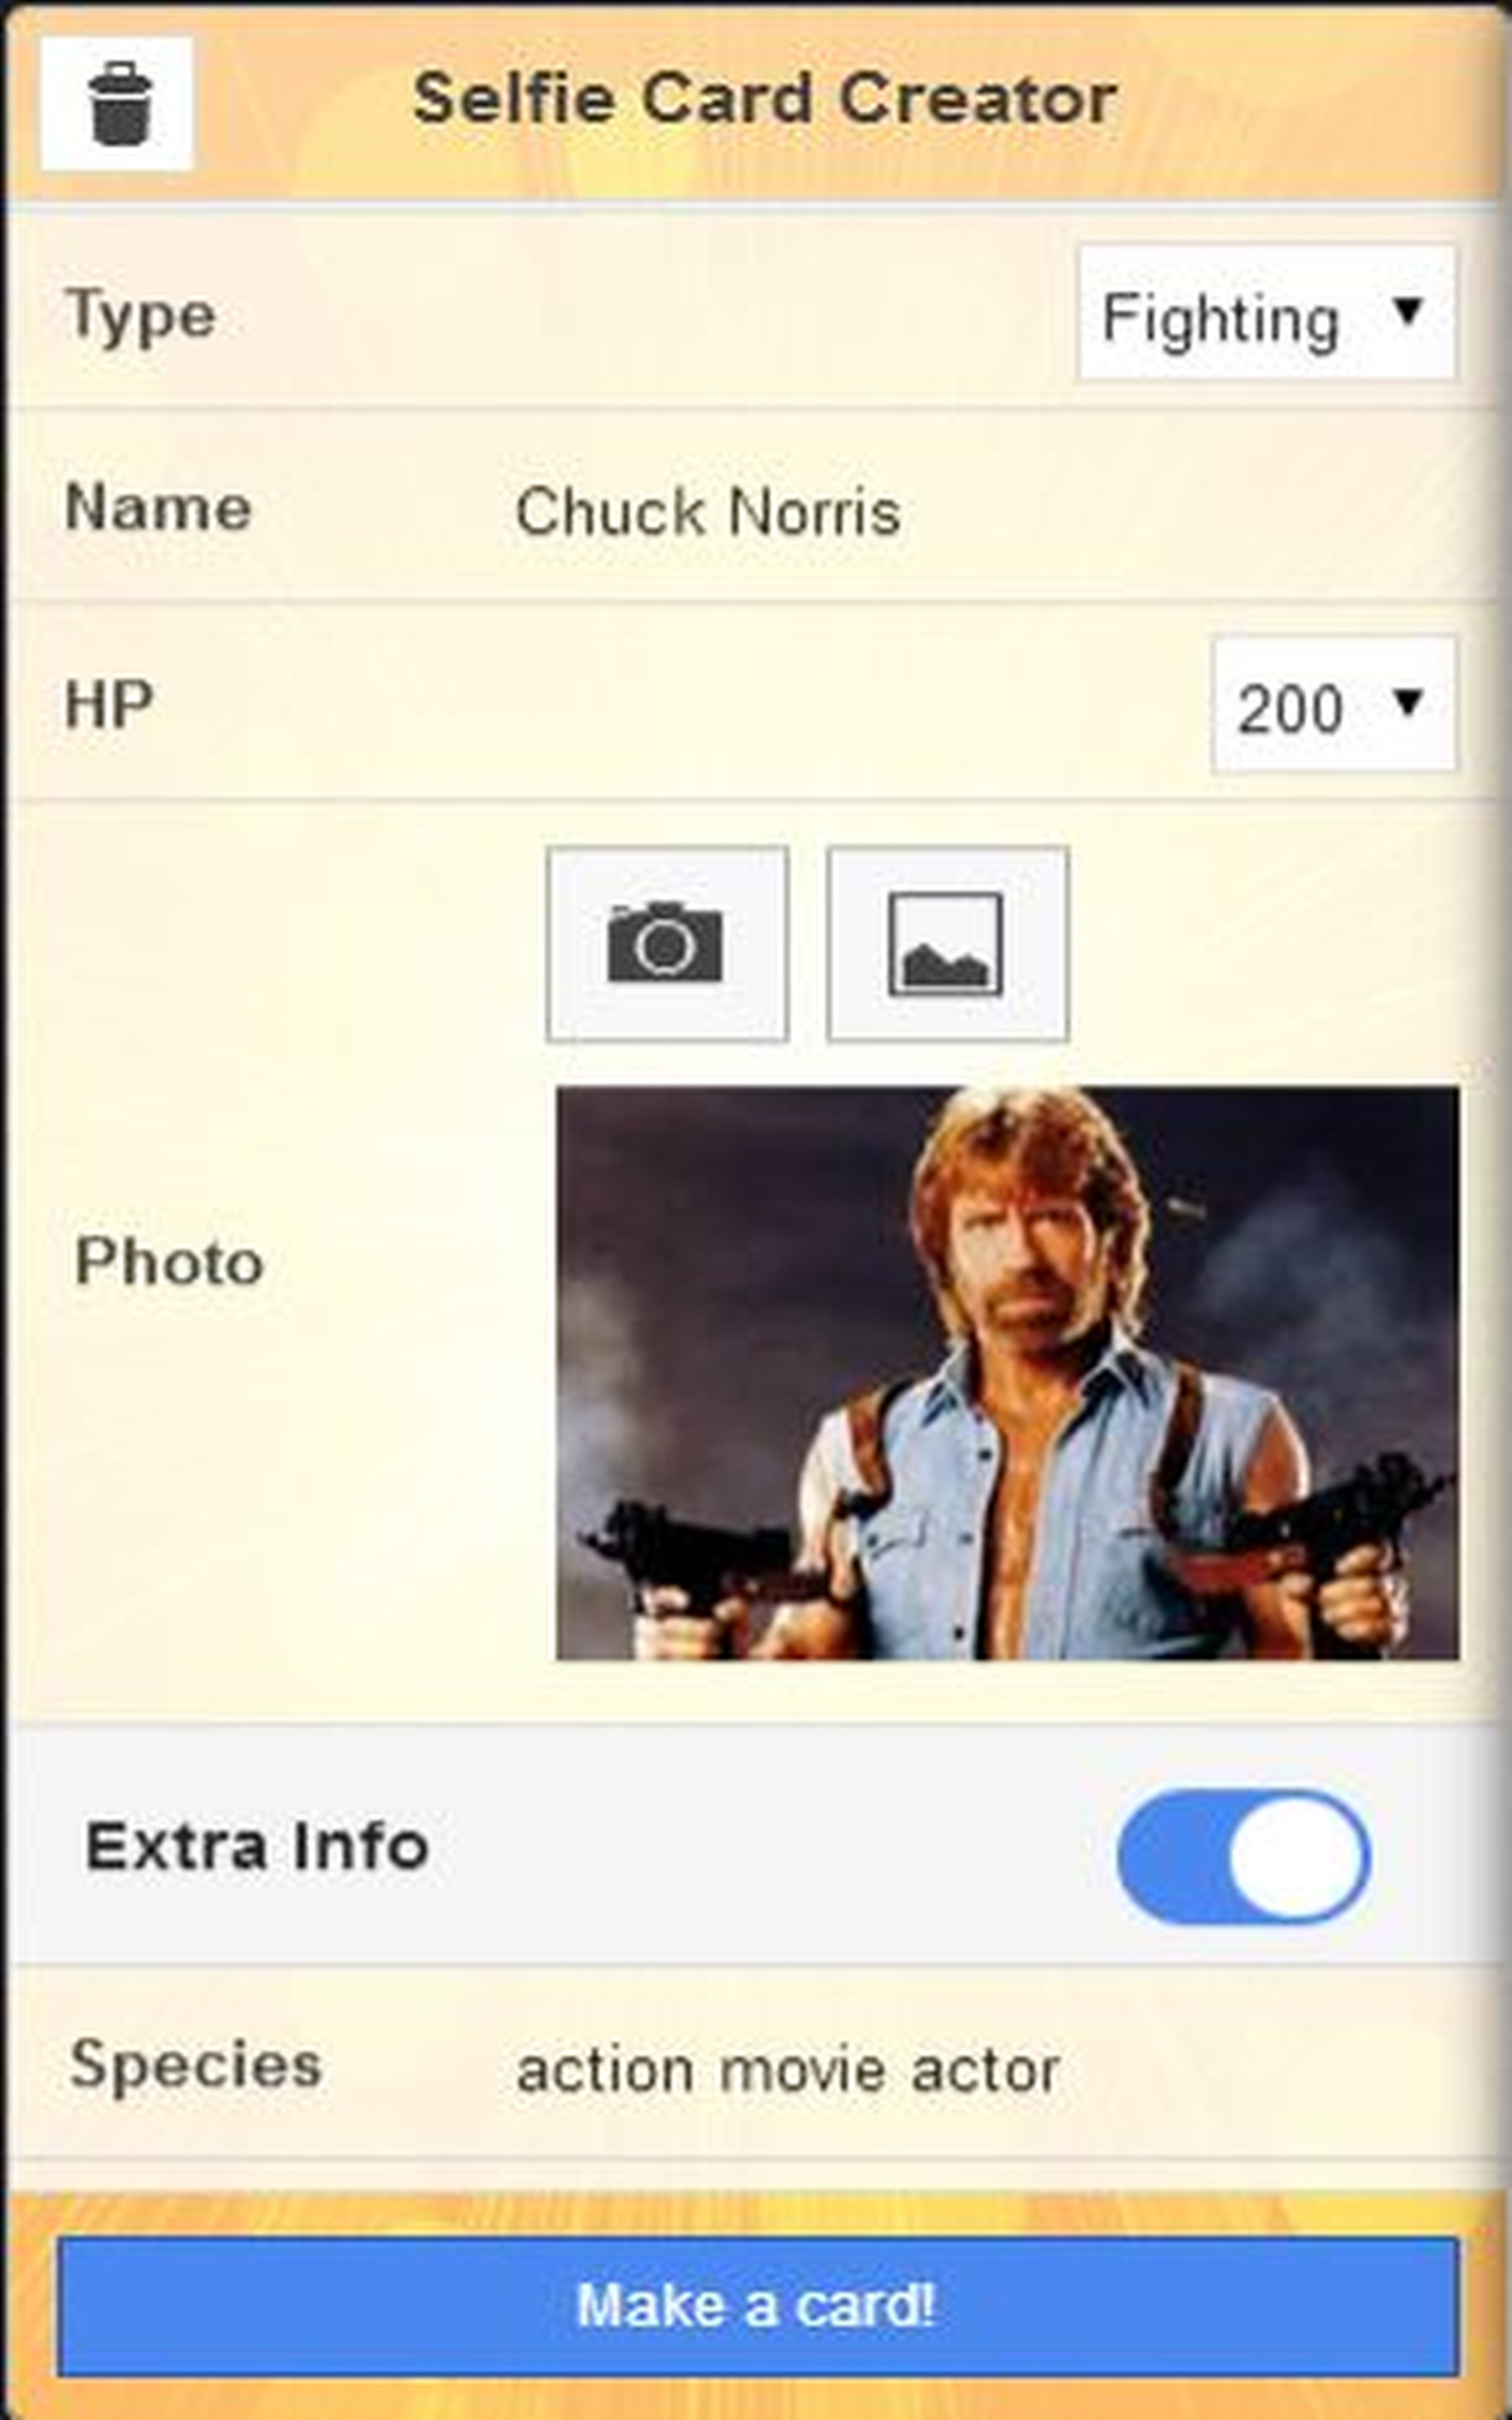 Selfie Card Creator
Type
Fighting
Name
Chuck Norris
HP
200
Photo
Extra Info
Species
action movie actor
Make a card!